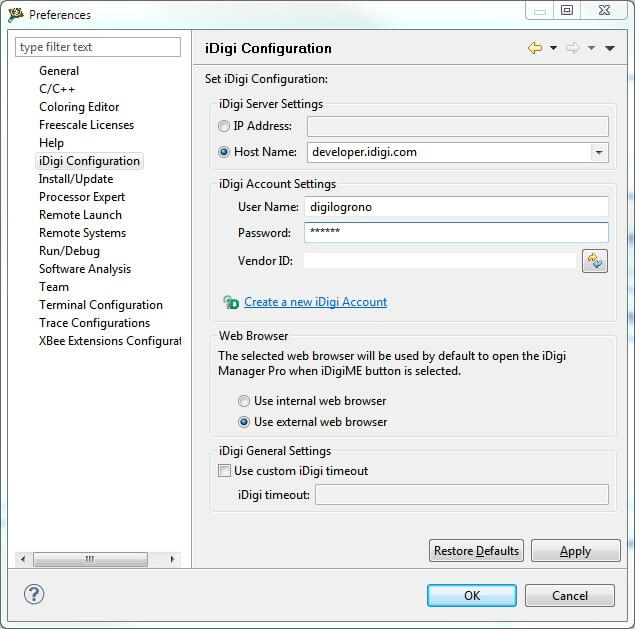 Preferences
type filter text
General
C/C++
Coloring Editor
Freescale Licenses
Help
iDigi Configuration
Install/Update
Processor Expert
Remote Launch
Remote Systems
Run/Debug
Software Analysis
Team
Terminal Configuration
Trace Configurations
XBee Extensions Configurat
iDigi Configuration
Set iDigi Configuration:
iDigi Server Settings
IP Address:
Host Name: developer.idigi.com
iDigi Account Settings
User Name: digilogrono
Password: ******
Vendor ID:
Create a new iDigi Account
Web Browser
The selected web browser will be used by default to open the iDigi
Manager Pro when iDigiME button is selected.
Use internal web browser
Use external web browser
iDigi General Settings
Use custom iDigi timeout
iDigi timeout:
Restore Defaults Apply
? OK Cancel